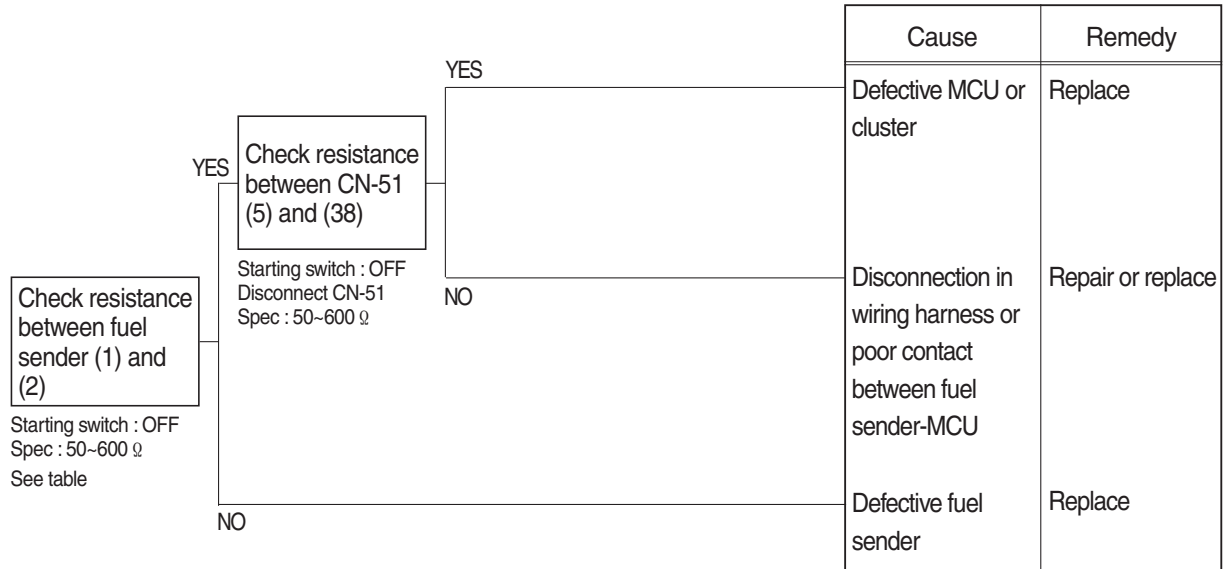 Check resistance
between fuel
sender (1) and
(2)
Starting switch : OFF
Spec : 50~600 Ω
See table
YES
NO
Check resistance
between CN-51
(5) and (38)
Starting switch : OFF
Disconnect CN-51
Spec : 50~600 Ω
YES
NO
Cause
Remedy
Defective MCU or
cluster
Replace
Disconnection in
wiring harness or
poor contact
between fuel
sender-MCU
Repair or replace
Defective fuel
sender
Replace